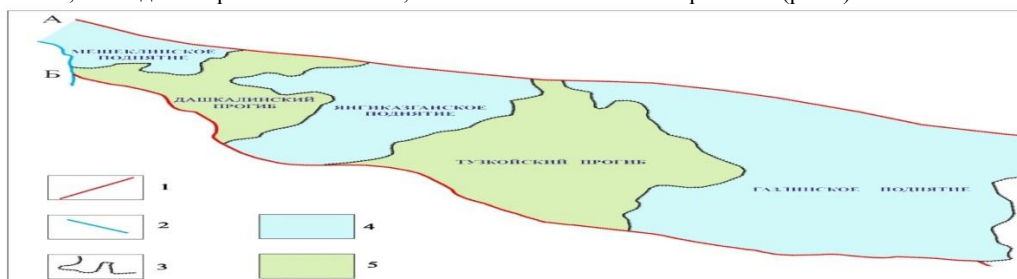 А
МЕШЕКЛИНСКОЕ
ПОДНЯТИЕ
Б
ДАШКАЛИНСКИЙ
ПРОГИБ
ЯНГИКАЗГАНСКОЕ
ПОДНЯТИЕ
ТУЗКОЙСКИЙ ПРОГИБ
ГАЗЛИНСКОЕ ПОДНЯТИЕ
1
2 4
3 5